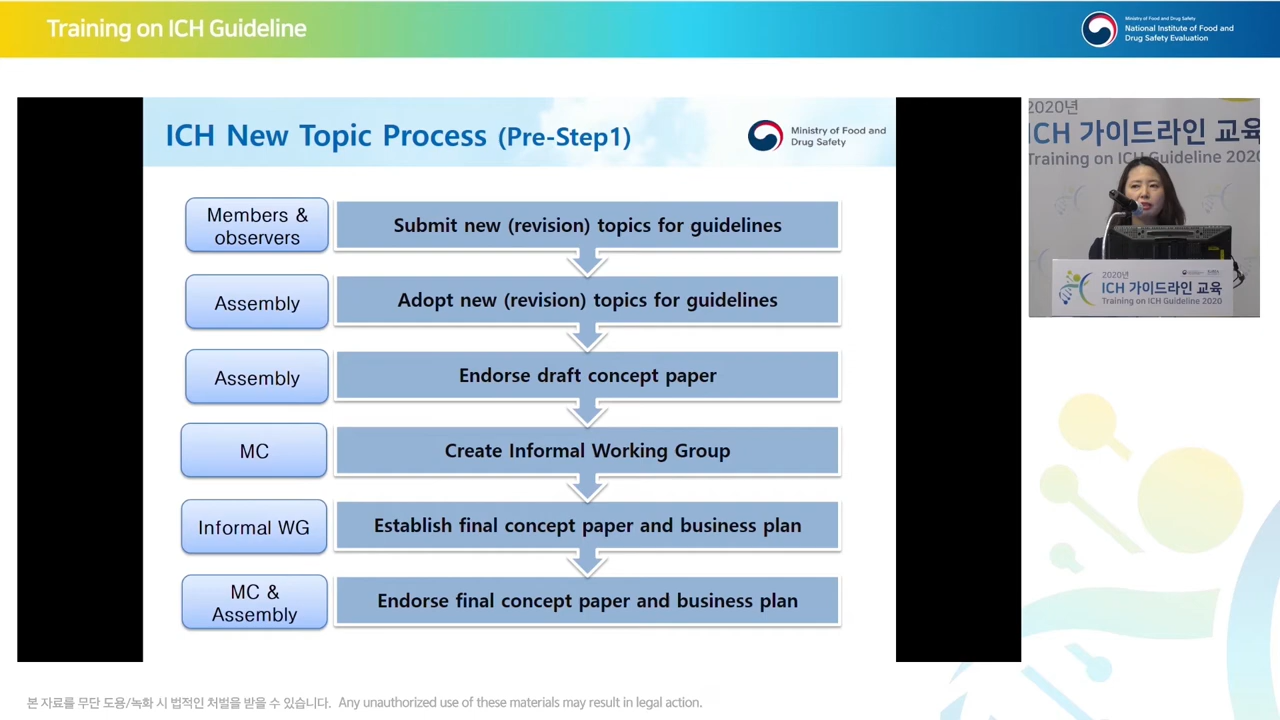 Training on ICH Guideline
Ministry of Food and Drug Safety
National Institute of Food and
Drug Safety Evaluation
ICH New Topic Process (Pre-Step1)
Ministry of Food and
Drug Safety
Members &
observers
Submit new (revision) topics for guidelines
Assembly
Adopt new (revision) topics for guidelines
Assembly
Endorse draft concept paper
MC
Create Informal Working Group
Informal WG
Establish final concept paper and business plan
MC &
Assembly
Endorse final concept paper and business plan
2020년
ICH 가이드라인 교육
Training on ICH Guideline 2020
2020년
ICH 가이드라인 교육
Training on ICH Guideline 2020
본 자료를 무단 도용/녹화 시 법적인 처벌을 받을 수 있습니다. Any unauthorized use of these materials may result in legal action.